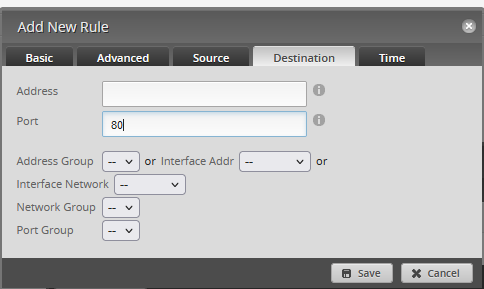 Add New Rule
Basic Advanced Source Destination Time
Address
Port 80
Address Group -- or Interface Addr -- or
Interface Network --
Network Group --
Port Group --
Save Cancel